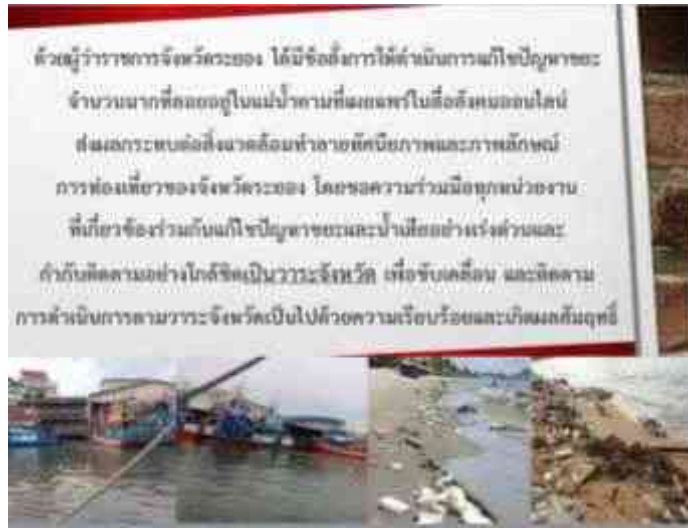 ด้วยผู้ว่าราชการจังหวัดระยอง ได้มีข้อสั่งการให้ดำเนินการแก้ไขปัญหาขยะ
จำนวนมากที่ลอยอยู่ในแม่น้ำตามที่เผยแพร่ในสื่อสังคมออนไลน์
ส่งผลกระทบต่อสิ่งแวดล้อมทำลายทัศนียภาพและภาพลักษณ์
การท่องเที่ยวของจังหวัดระยอง โดยขอความร่วมมือทุกหน่วยงาน
ที่เกี่ยวข้องร่วมกันแก้ไขปัญหาขยะและน้ำเสียอย่างเร่งด่วนและ
กำกับติดตามอย่างใกล้ชิดเป็นวาระจังหวัด เพื่อขับเคลื่อน และติดตาม
การดำเนินการตามวาระจังหวัดเป็นไปด้วยความเรียบร้อยและเกิดผลสัมฤทธิ์